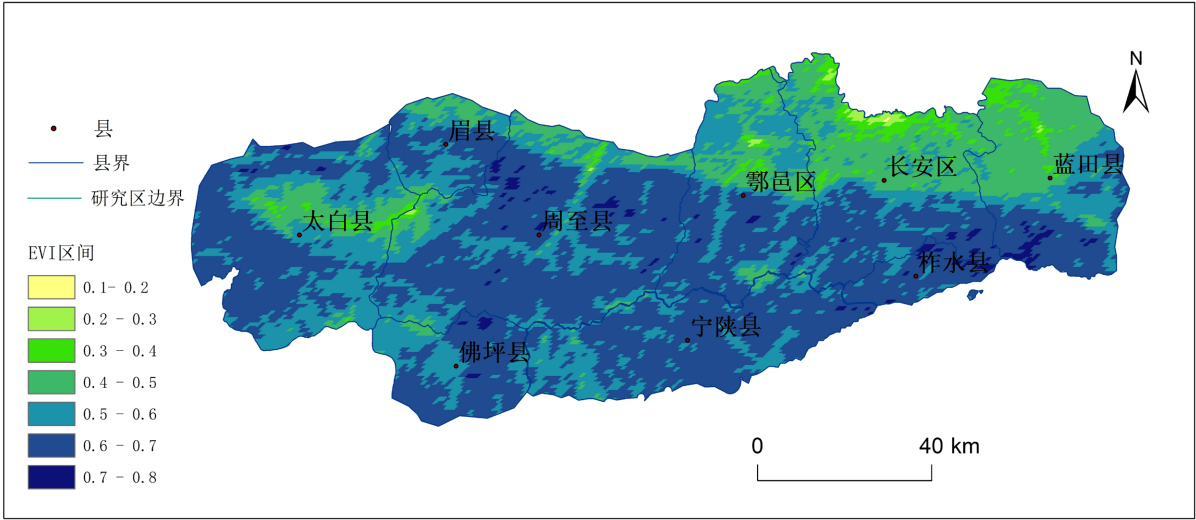 N
县
县界
研究区边界
EVI区间
0.1- 0.2
0.2 - 0.3
0.3 - 0.4
0.4 - 0.5
0.5 - 0.6
0.6 - 0.7
0.7 - 0.8
眉县
长安区
蓝田县
鄠邑区
太白县
周至县
柞水县
宁陕县
佛坪县
0 40 km